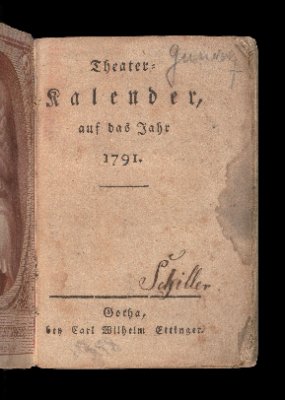 Theater-
Kalender,
auf das Jahr
1791.
Schiller.
Gotha,
bey Carl Wilhelm Ettinger.